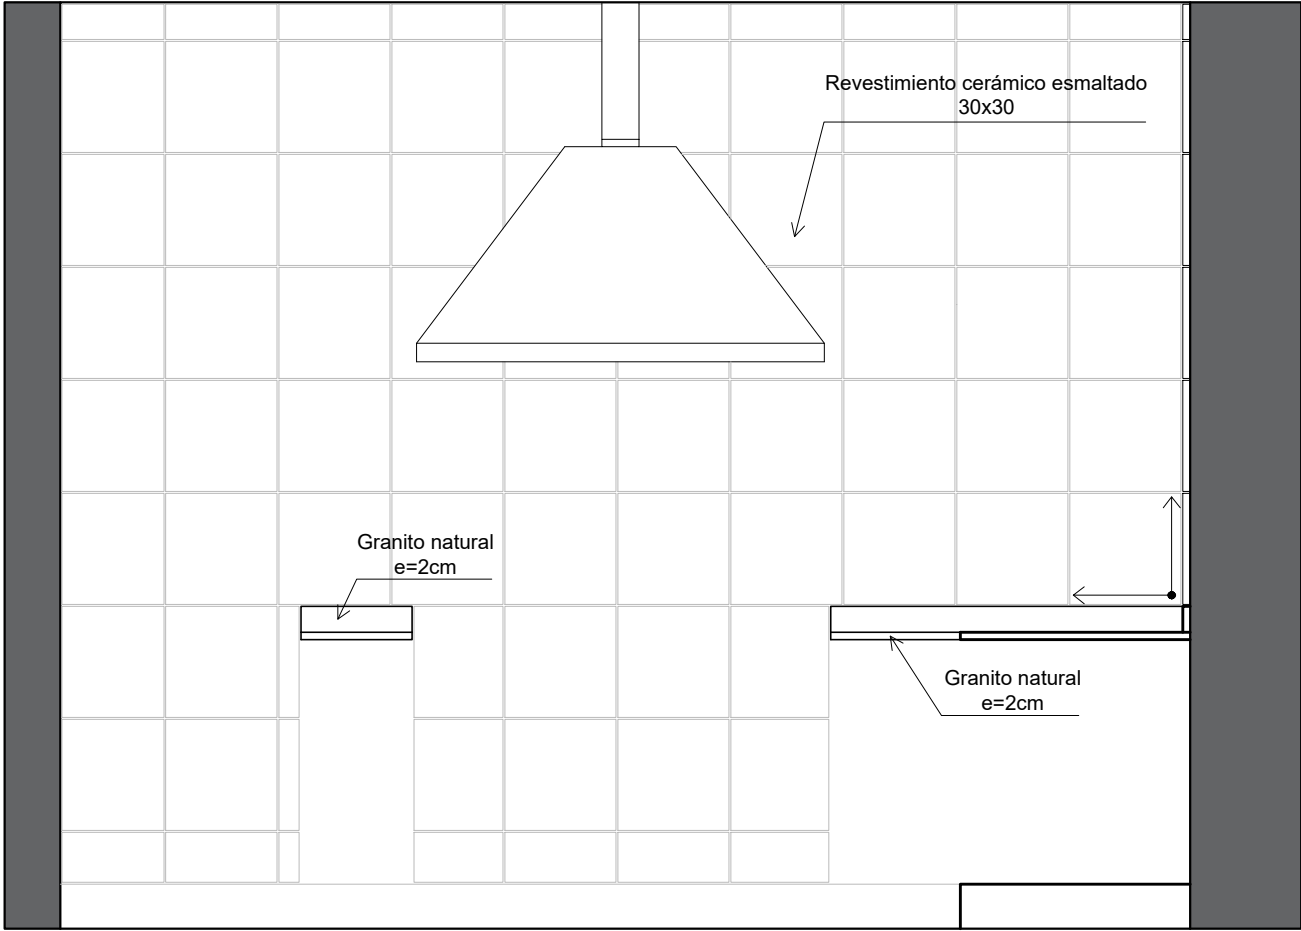 Revestimiento cerámico esmaltado
30x30
Granito natural
e=2cm
Granito natural
e=2cm